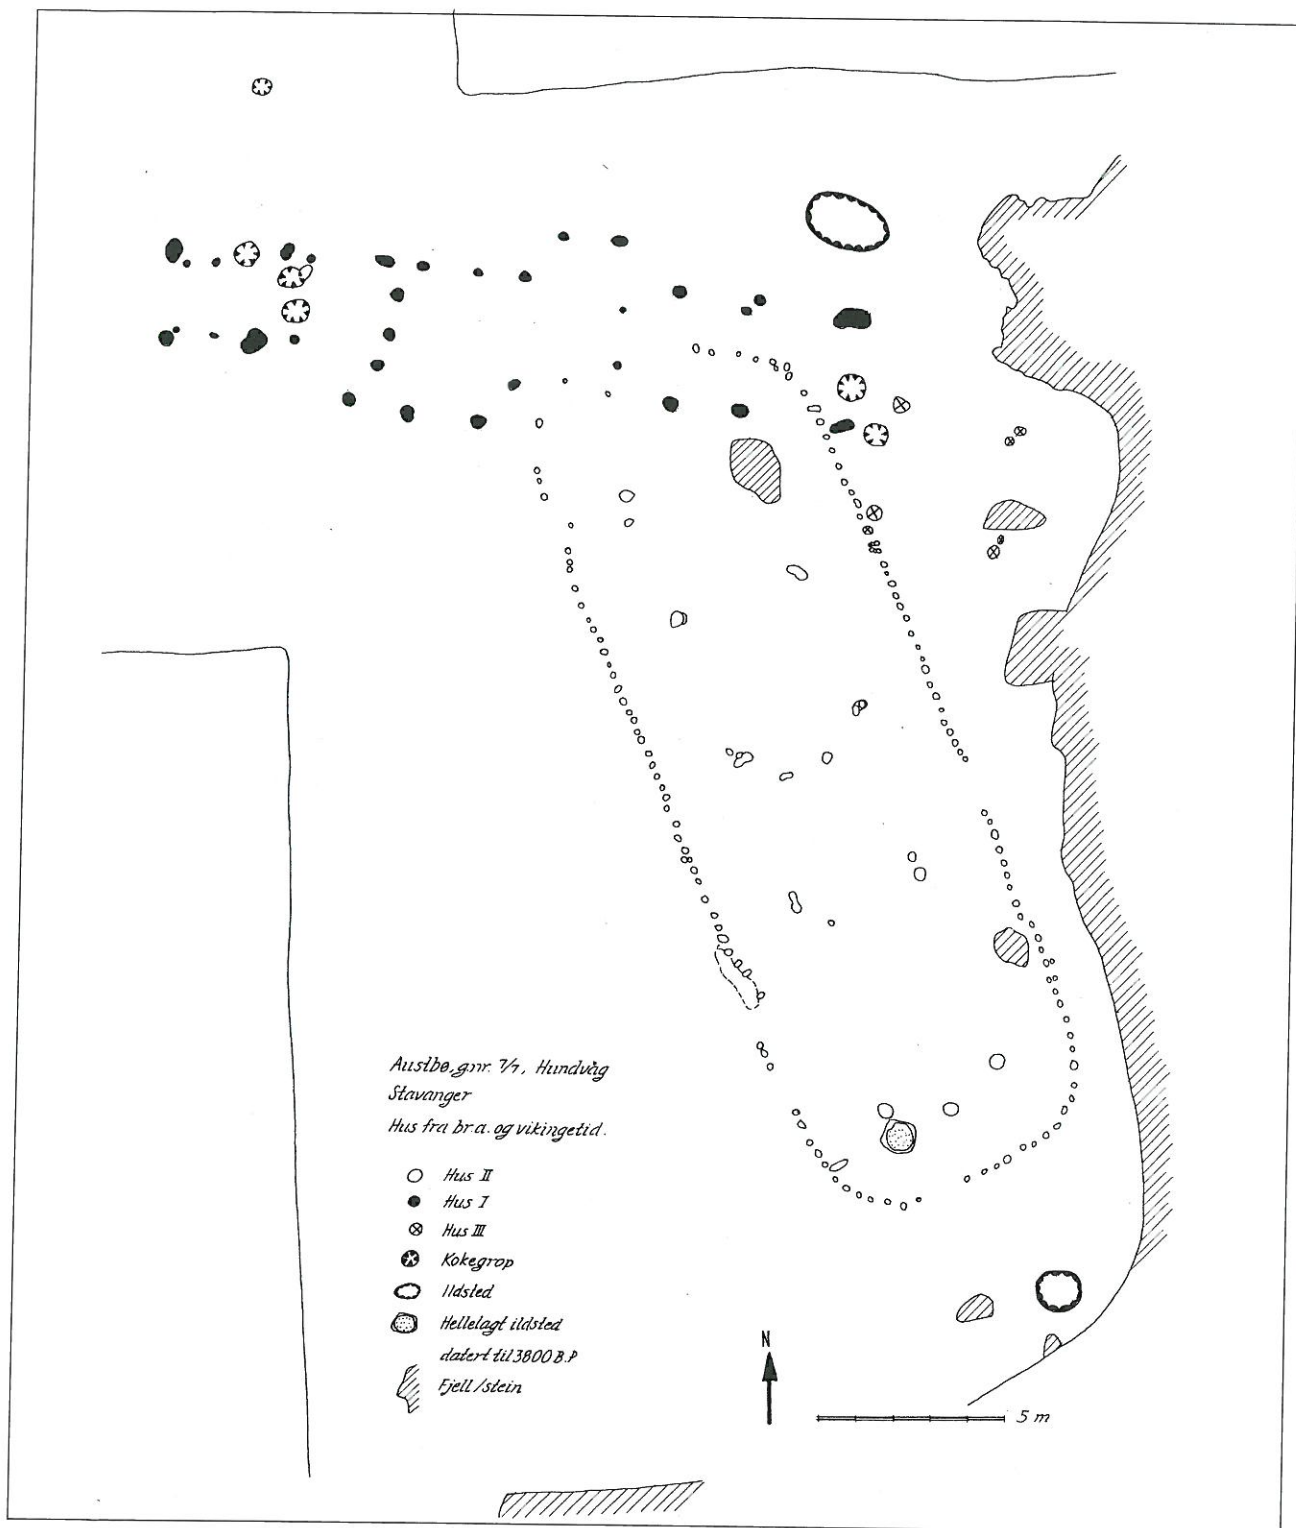 Austbø, gnr. 7/7, Hundvåg
Stavanger
Hus fra br.a. og vikingetid.
Hus II
Hus I
Hus III
Kokegrop
Ildsted
Hellelagt ildsted
datert til 3800 B.P
Fjell/stein
N
5 m